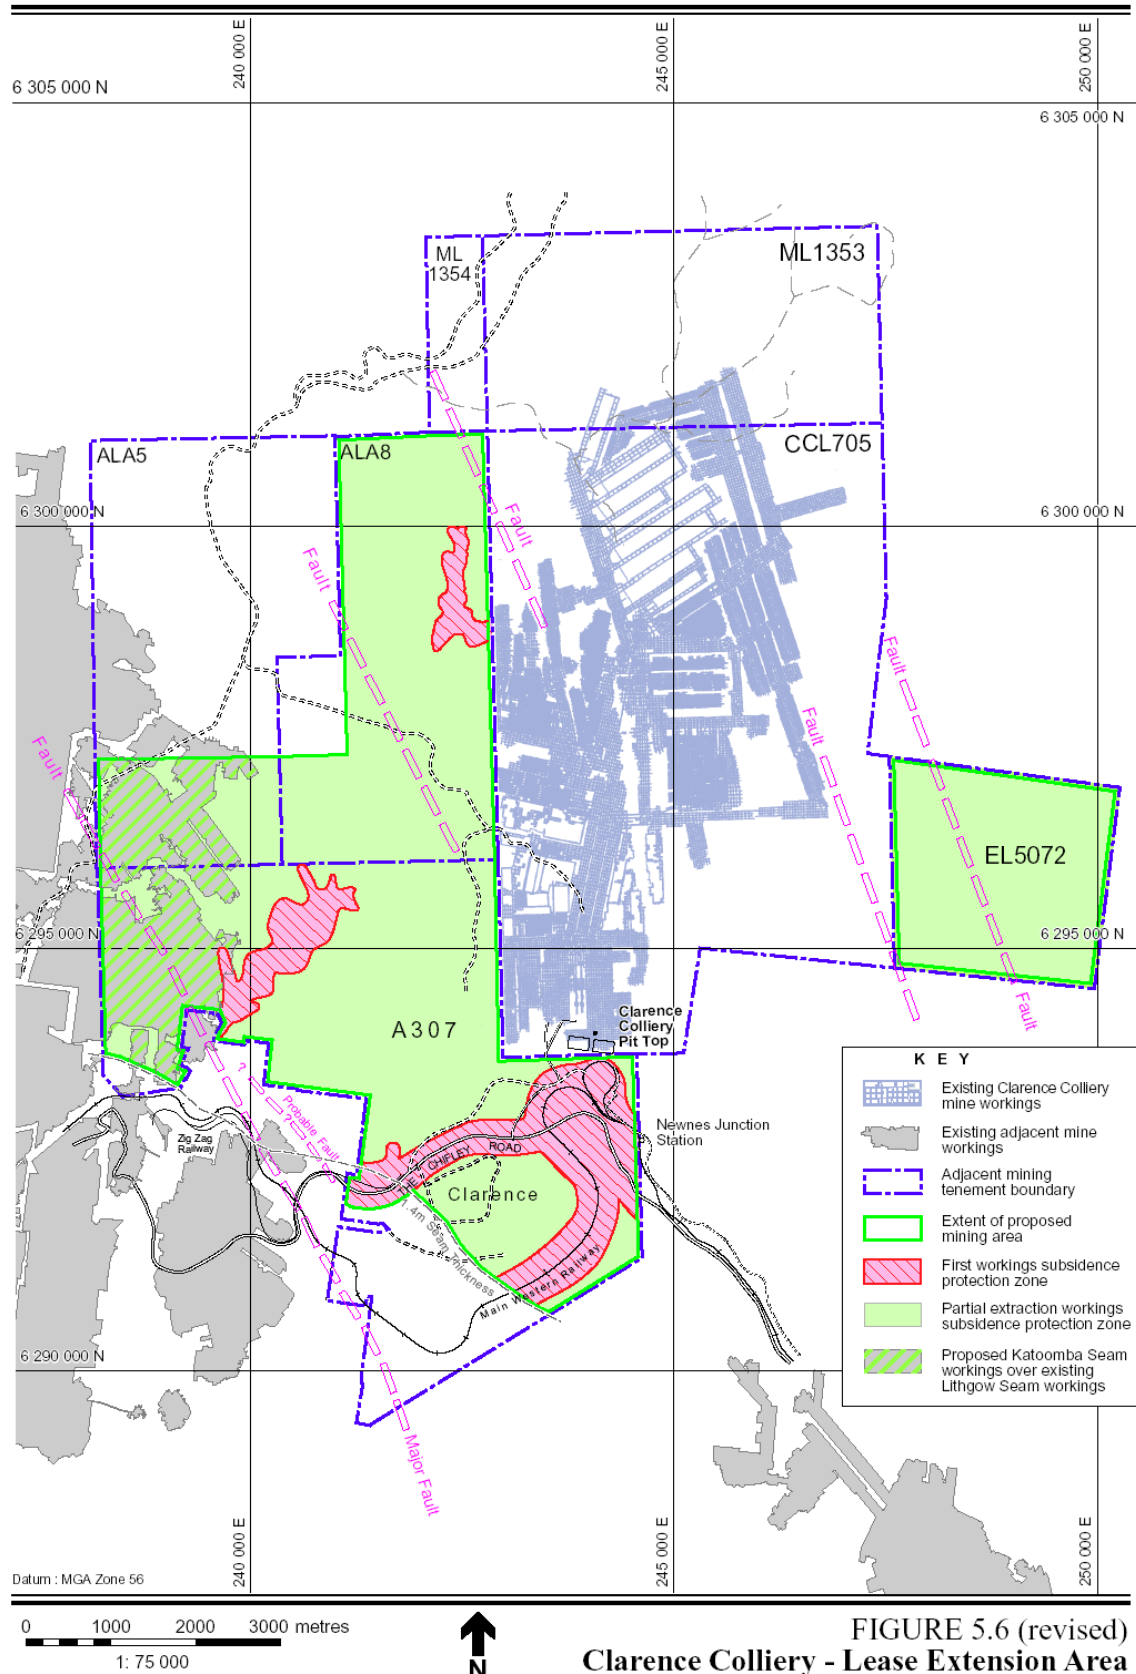 240 000 E
245 000 E
250 000 E
6 305 000 N
6 305 000 N
ML
1354
ML1353
ALA5
ALA8
CCL705
6 300 000 N
6 300 000 N
Fault
Fault
Fault
Fault
Fault
EL5072
6 295 000 N
6 295 000 N
Fault
A307
Clarence
Colliery
Pit Top
?
Probable Fault
Zig Zag
Railway
Newnes Junction
Station
THE CHIFLEY ROAD
Clarence
1.4m Seam Thickness
Main Western Railway
6 290 000 N
Major Fault
KEY
Existing Clarence Colliery
mine workings
Existing adjacent mine
workings
Adjacent mining
tenement boundary
Extent of proposed
mining area
First workings subsidence
protection zone
Partial extraction workings
subsidence protection zone
Proposed Katoomba Seam
workings over existing
Lithgow Seam workings
240 000 E
245 000 E
250 000 E
Datum : MGA Zone 56
0 1000 2000 3000 metres
1: 75 000
N
FIGURE 5.6 (revised)
Clarence Colliery - Lease Extension Area